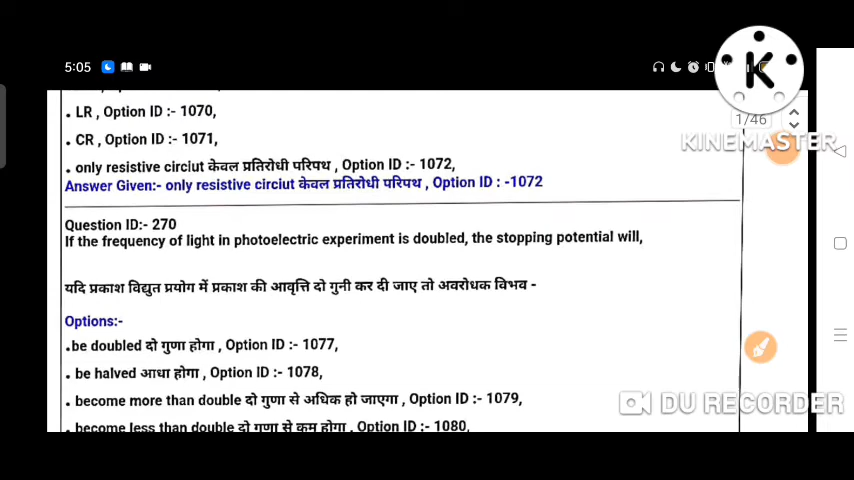 5:05
K
1/46
KINEMASTER
. LR , Option ID :- 1070,
. CR , Option ID :- 1071,
. only resistive circiut केवल प्रतिरोधी परिपथ , Option ID :- 1072,
Answer Given:- only resistive circiut केवल प्रतिरोधी परिपथ , Option ID : -1072
Question ID:- 270
If the frequency of light in photoelectric experiment is doubled, the stopping potential will,
यदि प्रकाश विद्युत प्रयोग में प्रकाश की आवृत्ति दो गुनी कर दी जाए तो अवरोधक विभव -
Options:-
.be doubled दो गुणा होगा , Option ID :- 1077,
. be halved आधा होगा , Option ID :- 1078,
. become more than double दो गुणा से अधिक हो जाएगा , Option ID :- 1079,
DU RECORDER
. become less than double दो गुणा से कम होगा , Option ID :- 1080,